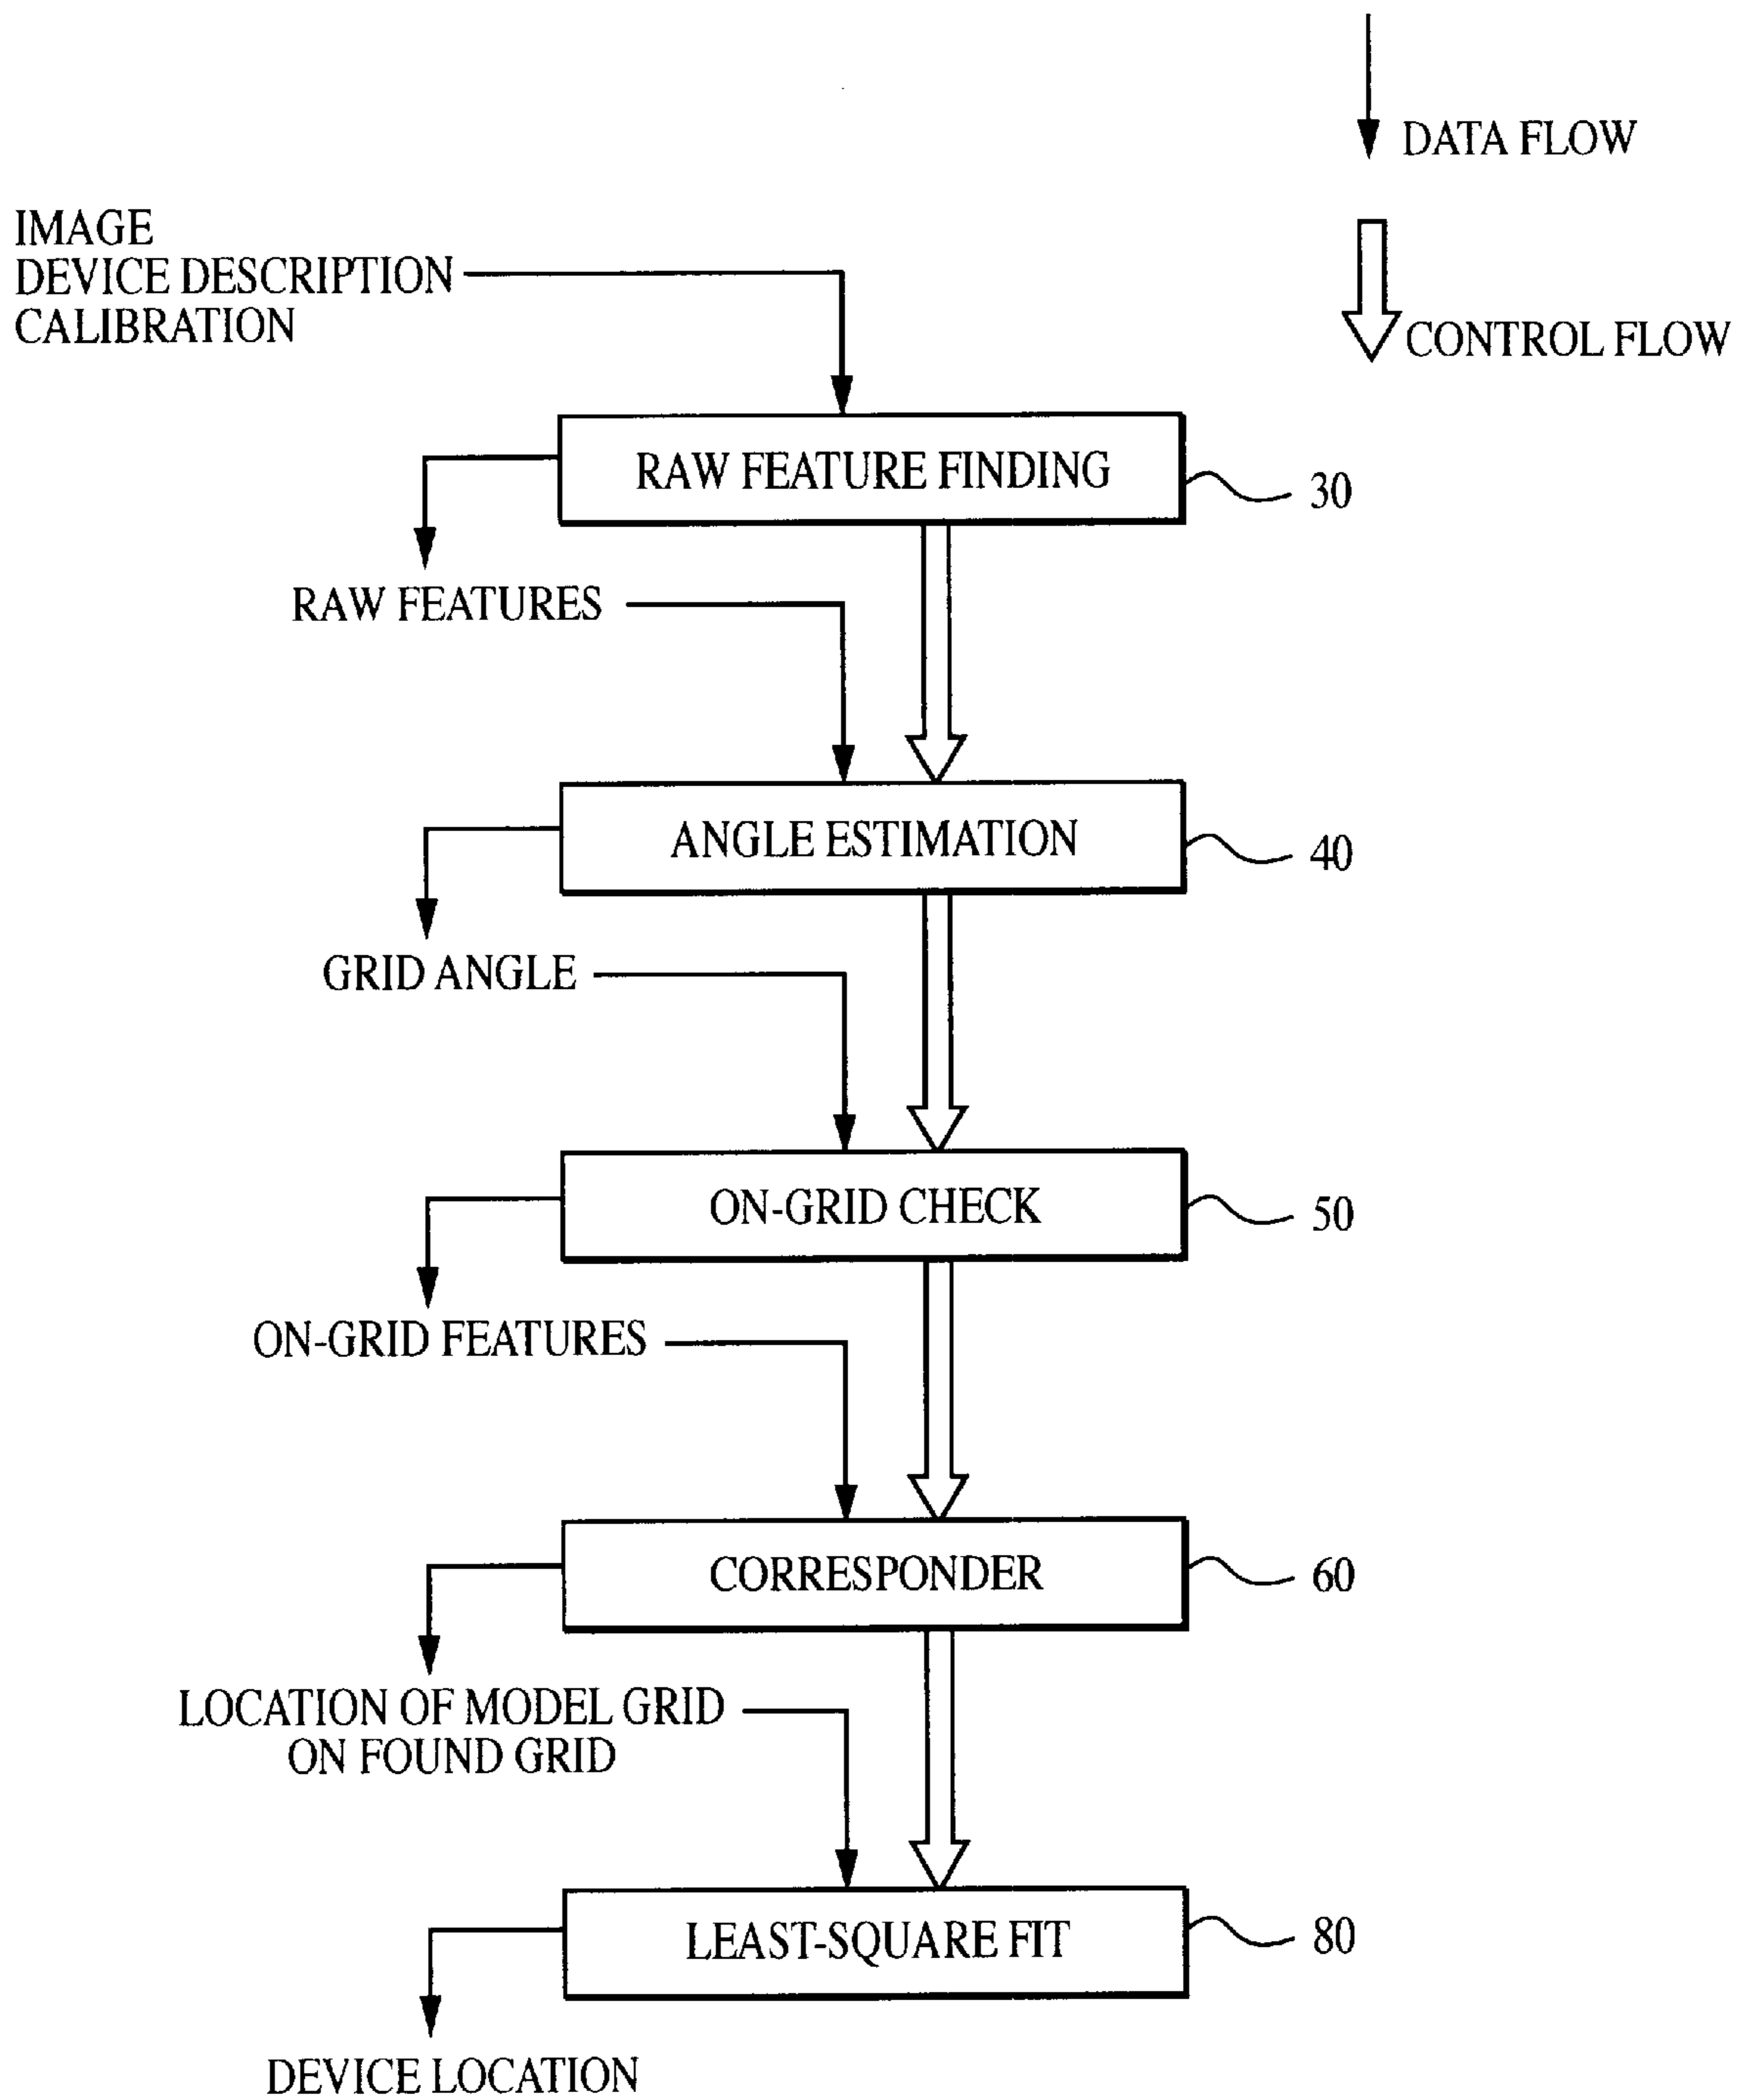 DATA FLOW
IMAGE
DEVICE DESCRIPTION
CALIBRATION
CONTROL FLOW
RAW FEATURE FINDING
30
RAW FEATURES
ANGLE ESTIMATION
40
GRID ANGLE
ON-GRID CHECK
50
ON-GRID FEATURES
CORRESPONDER
60
LOCATION OF MODEL GRID
ON FOUND GRID
LEAST-SQUARE FIT
80
DEVICE LOCATION